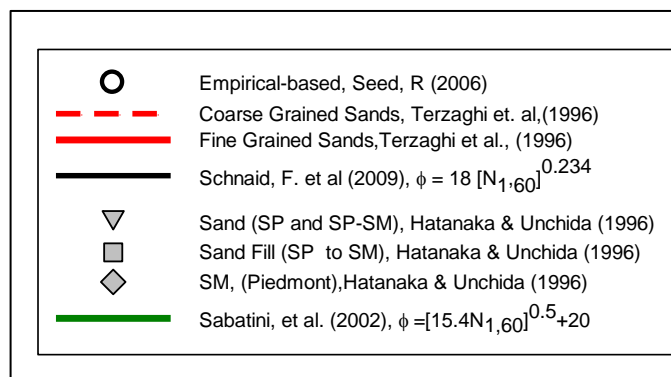 Empirical-based, Seed, R (2006)
Coarse Grained Sands, Terzaghi et. al,(1996)
Fine Grained Sands,Terzaghi et al., (1996)
Schnaid, F. et al (2009), ϕ = 18 [N1,60]^0.234
Sand (SP and SP-SM), Hatanaka & Unchida (1996)
Sand Fill (SP to SM), Hatanaka & Unchida (1996)
SM, (Piedmont),Hatanaka & Unchida (1996)
Sabatini, et al. (2002), ϕ =[15.4N1,60]^0.5+20